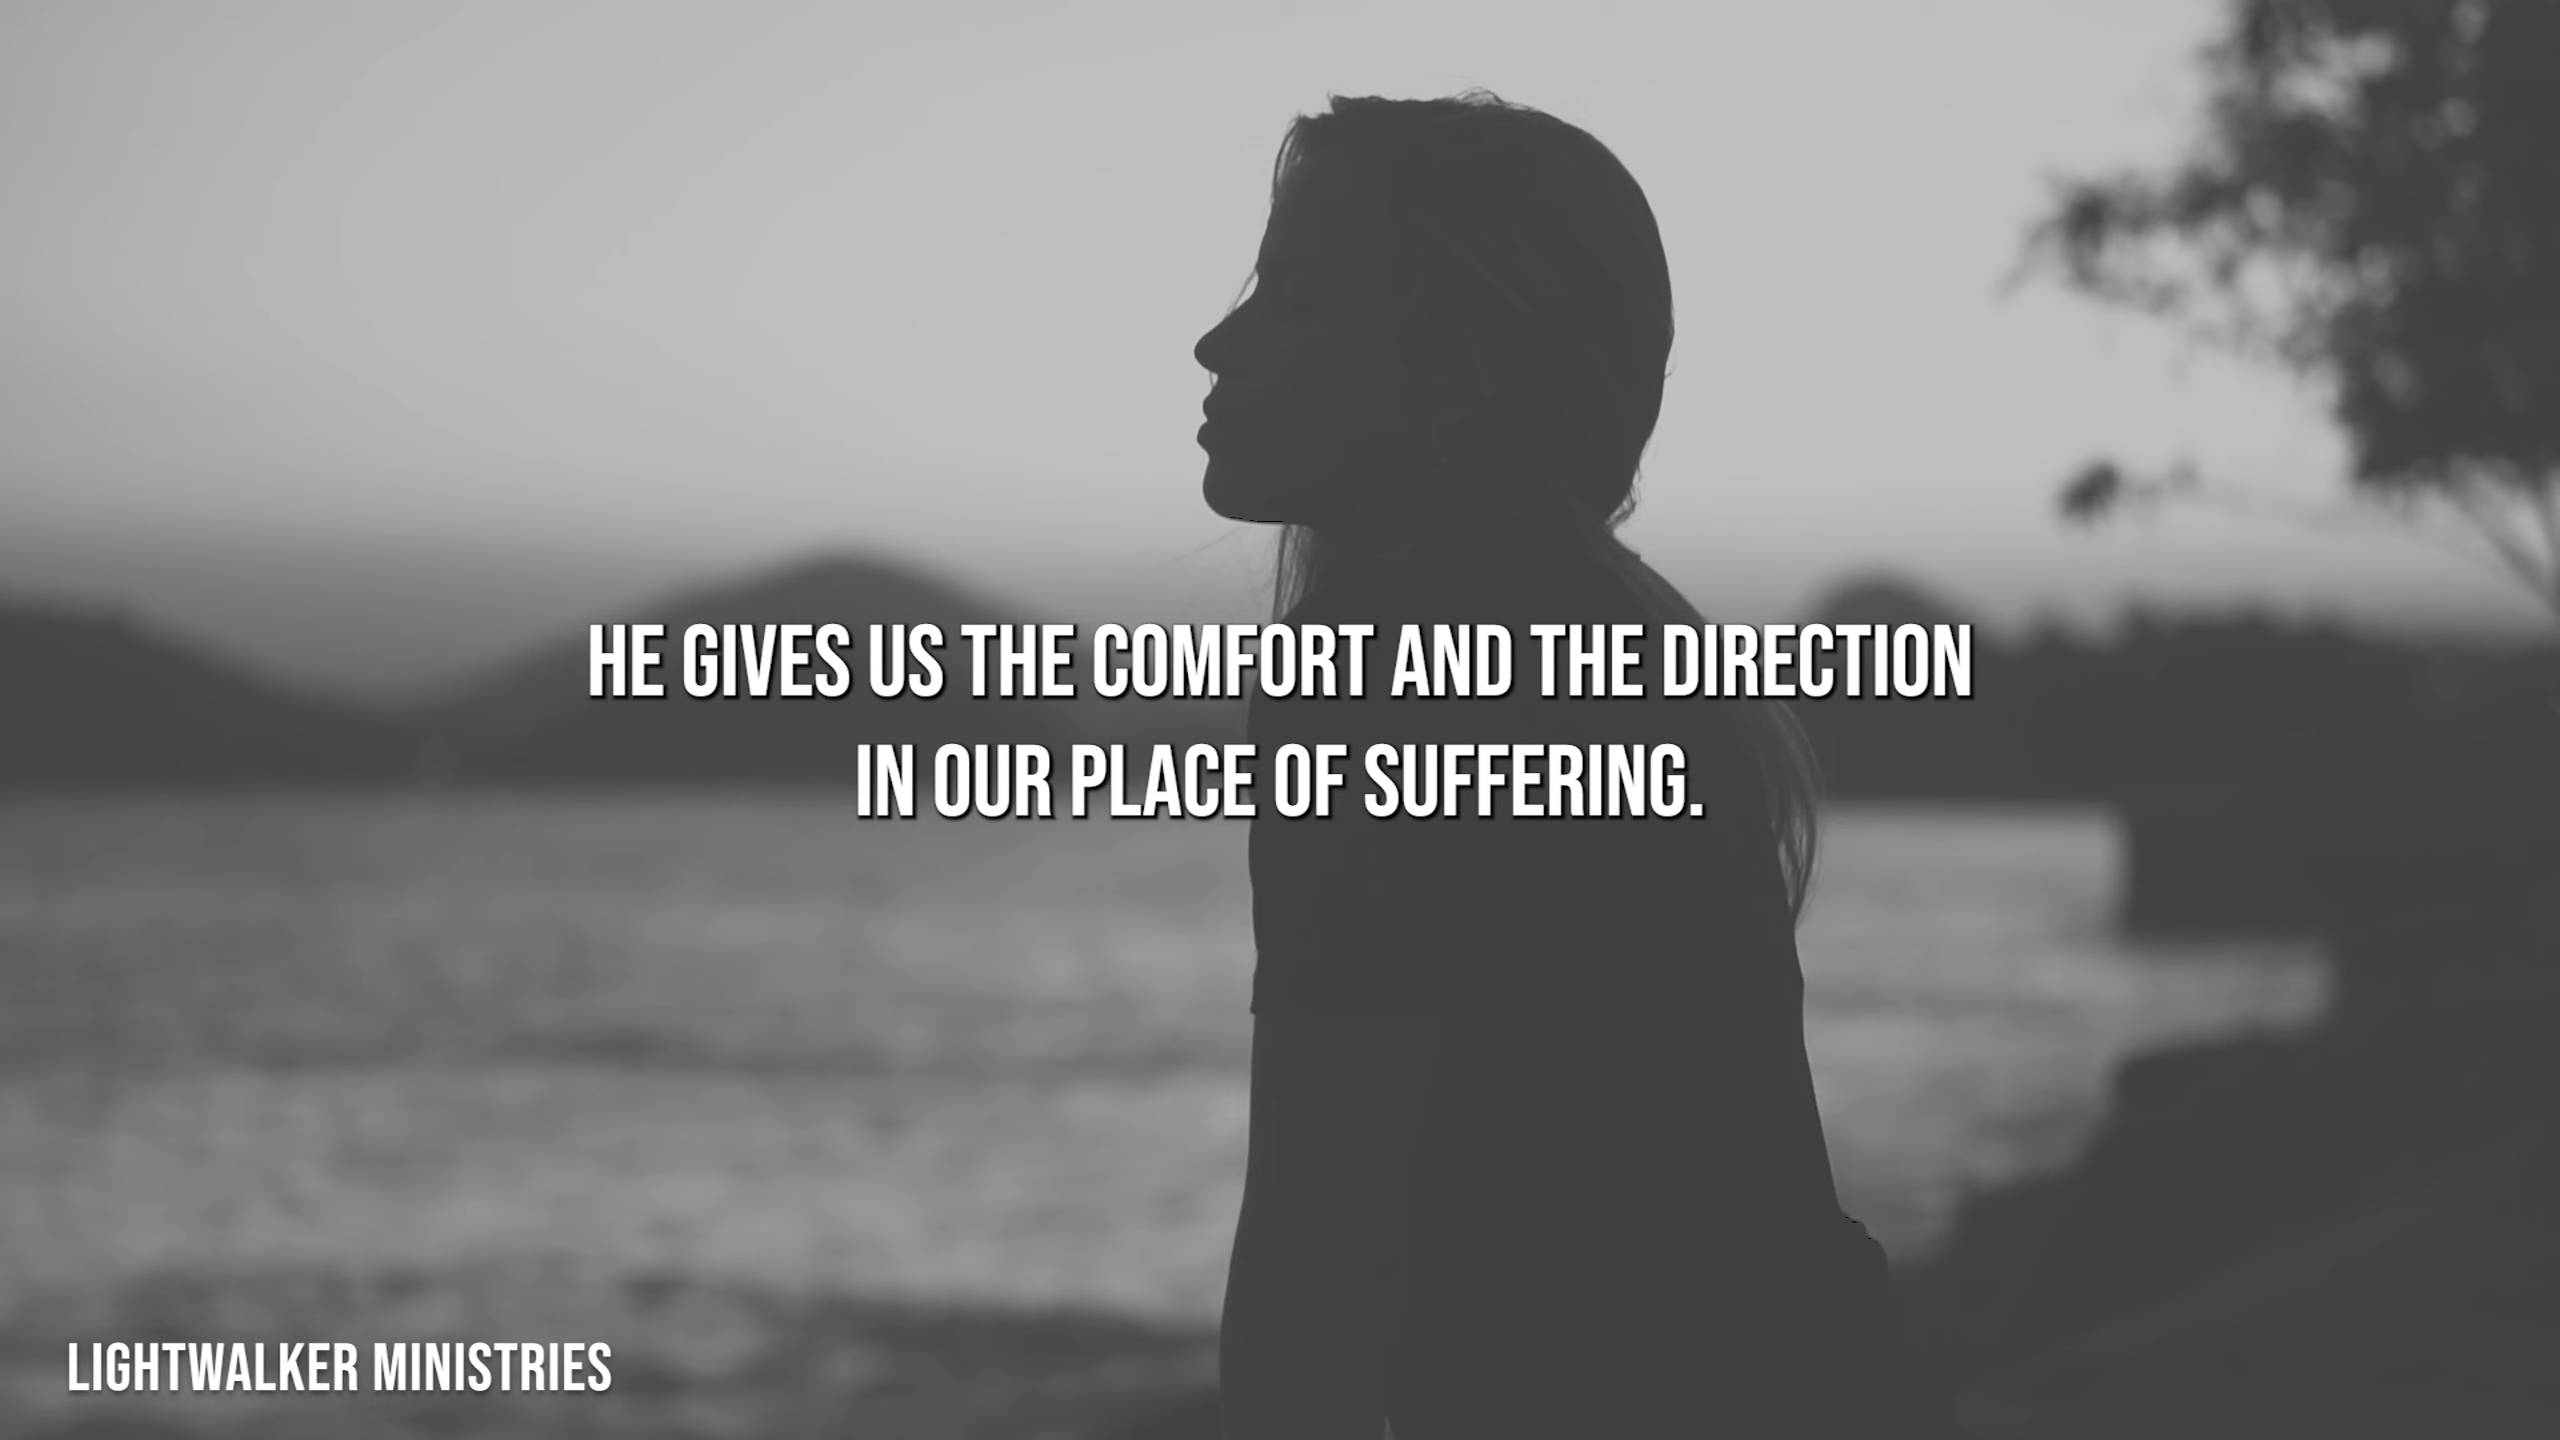 HE GIVES US THE COMFORT AND THE DIRECTION
IN OUR PLACE OF SUFFERING.
LIGHTWALKER MINISTRIES